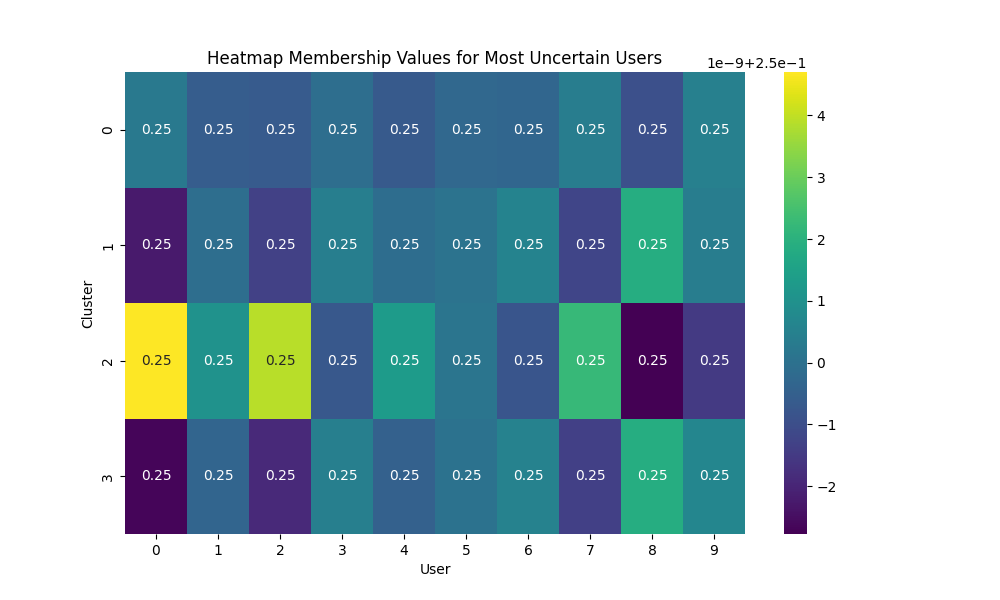 Heatmap Membership Values for Most Uncertain Users
1e−9+2.5e−1
0 0.25 0.25 0.25 0.25 0.25 0.25 0.25 0.25 0.25 0.25
1 0.25 0.25 0.25 0.25 0.25 0.25 0.25 0.25 0.25 0.25
2 0.25 0.25 0.25 0.25 0.25 0.25 0.25 0.25 0.25 0.25
3 0.25 0.25 0.25 0.25 0.25 0.25 0.25 0.25 0.25 0.25
Cluster
0 1 2 3 4 5 6 7 8 9
User
4
3
2
1
0
−1
−2